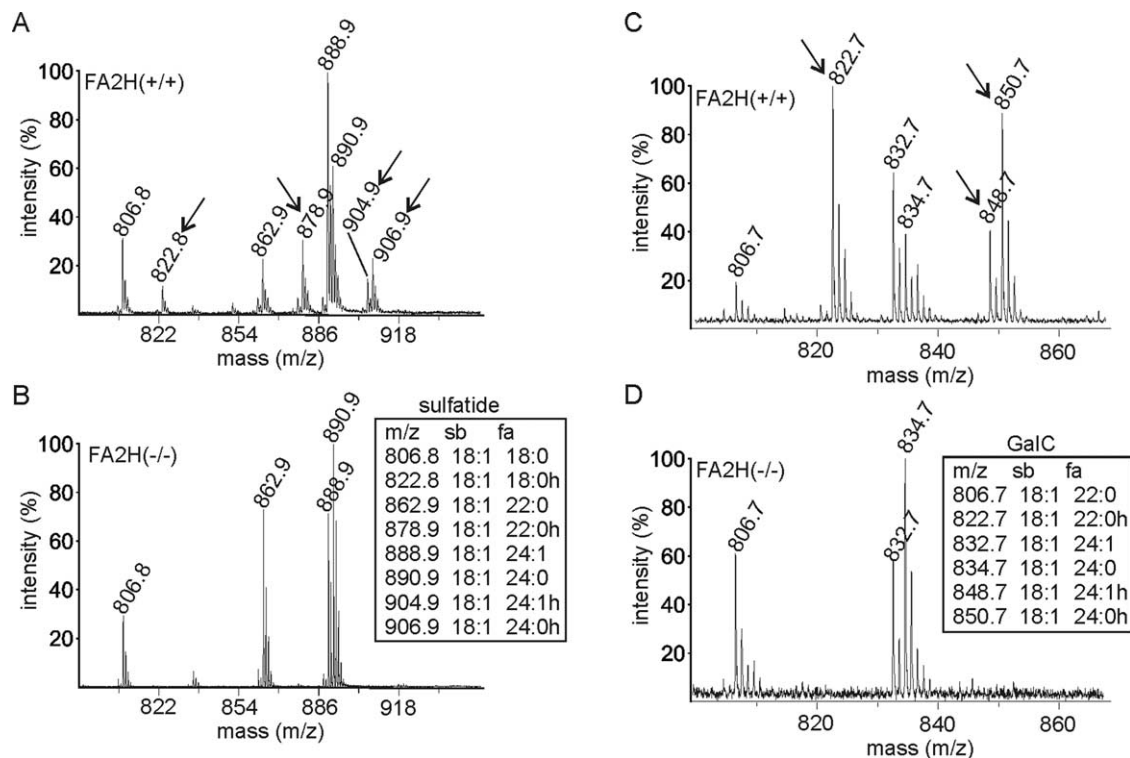 A
FA2H(+/+)
intensity (%)
100
80
60
40
20
806.8
822.8
862.9
878.9
888.9
890.9
904.9
906.9
822 854 886 918
mass (m/z)
B
FA2H(-/-)
intensity (%)
100
80
60
40
20
806.8
862.9
888.9
890.9
822 854 886 918
mass (m/z)
sulfatide
m/z sb fa
806.8 18:1 18:0
822.8 18:1 18:0h
862.9 18:1 22:0
878.9 18:1 22:0h
888.9 18:1 24:1
890.9 18:1 24:0
904.9 18:1 24:1h
906.9 18:1 24:0h
C
FA2H(+/+)
intensity (%)
100
80
60
40
20
806.7
822.7
832.7
834.7
848.7
850.7
820 840 860
mass (m/z)
D
FA2H(-/-)
intensity (%)
100
80
60
40
20
806.7
832.7
834.7
820 840 860
mass (m/z)
GalC
m/z sb fa
806.7 18:1 22:0
822.7 18:1 22:0h
832.7 18:1 24:1
834.7 18:1 24:0
848.7 18:1 24:1h
850.7 18:1 24:0h